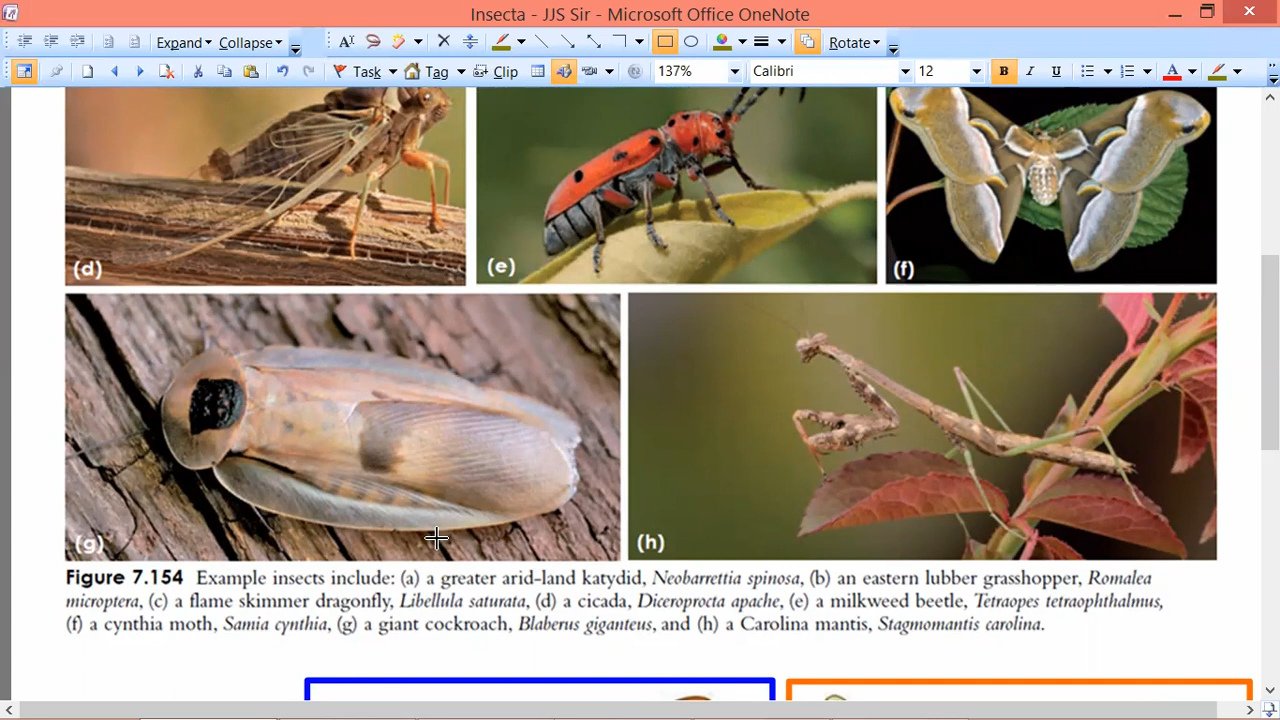 Insecta - JJS Sir - Microsoft Office OneNote
Expand Collapse Rotate
Task Tag Clip 137% Calibri 12 B I U A
(d) (e) (f)
(g) (h)
Figure 7.154 Example insects include: (a) a greater arid-land katydid, Neobarrettia spinosa, (b) an eastern lubber grasshopper, Romalea
microptera, (c) a flame skimmer dragonfly, Libellula saturata, (d) a cicada, Diceroprocta apache, (e) a milkweed beetle, Tetraopes tetraophthalmus,
(f) a cynthia moth, Samia cynthia, (g) a giant cockroach, Blaberus giganteus, and (h) a Carolina mantis, Stagmomantis carolina.